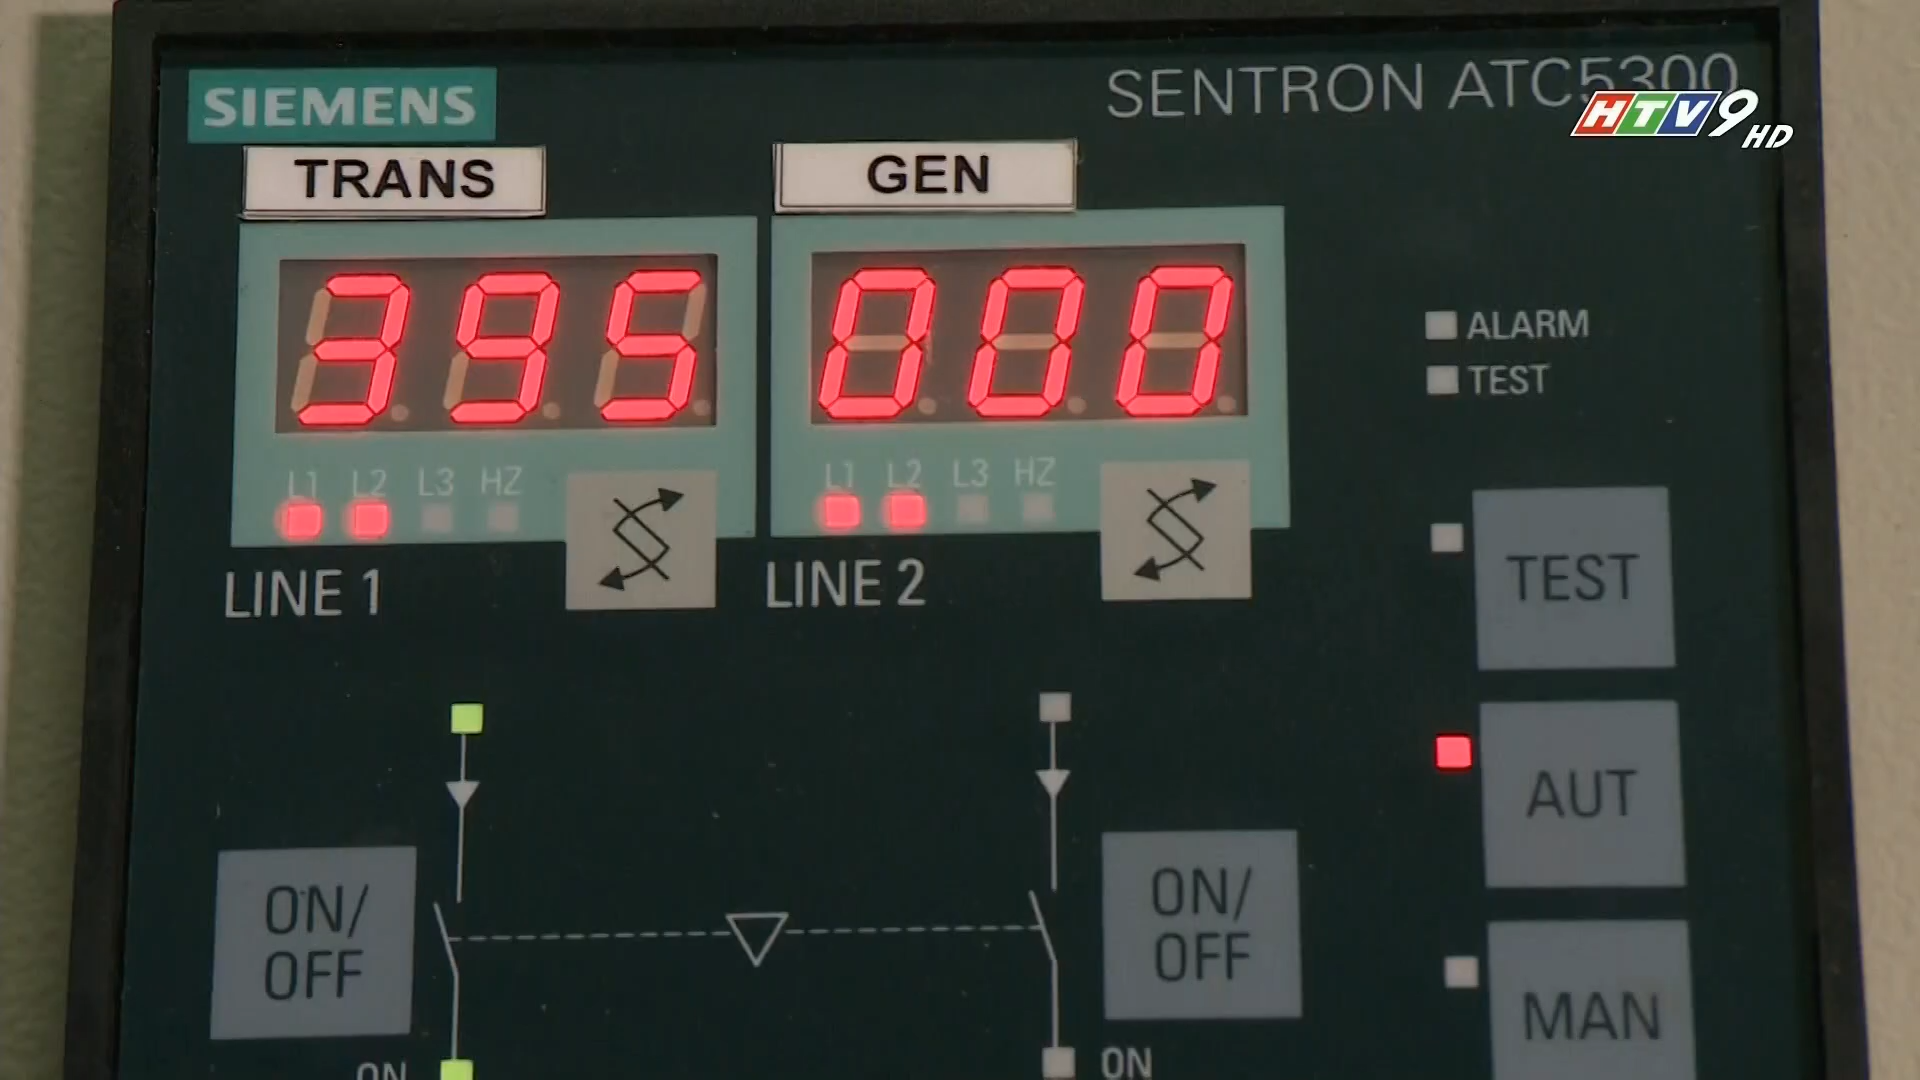 SIEMENS
SENTRON ATC5300
HTV9 HD
TRANS
GEN
395
000
ALARM
TEST
L1 L2 L3 HZ
L1 L2 L3 HZ
LINE 1
LINE 2
TEST
AUT
ON/
OFF
ON/
OFF
MAN
ON
ON